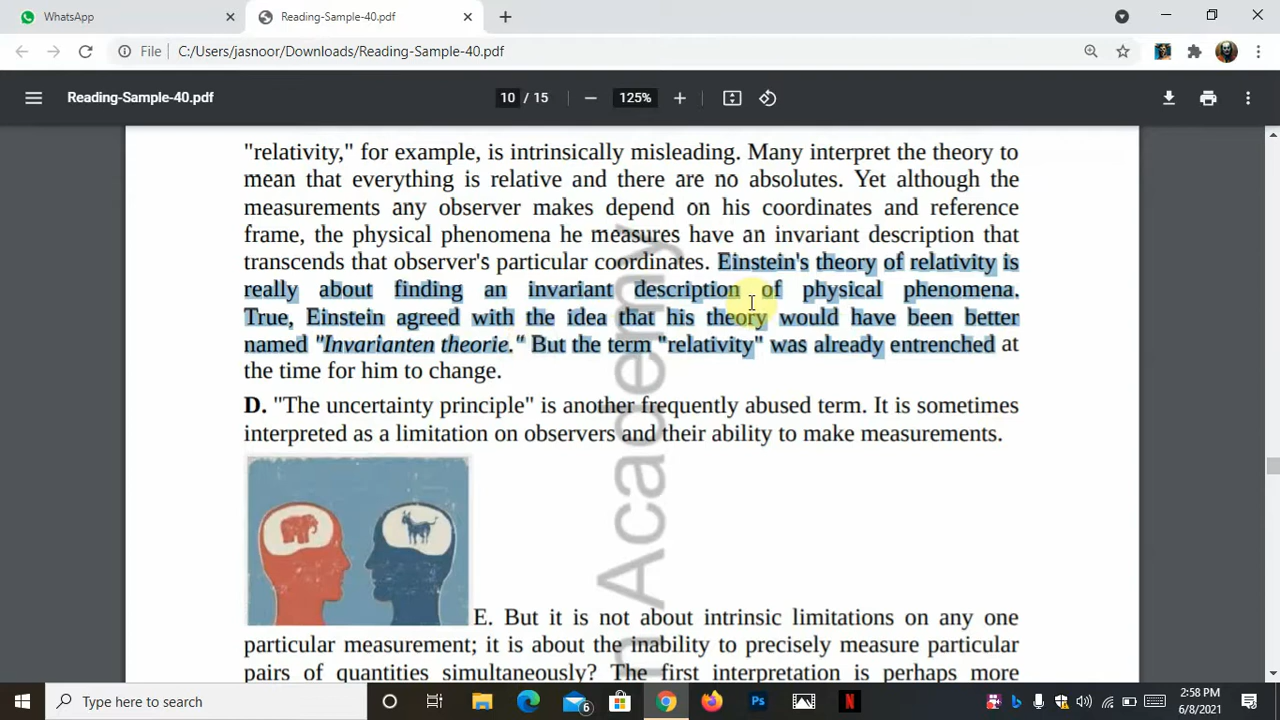 WhatsApp
Reading-Sample-40.pdf
File C:/Users/jasnoor/Downloads/Reading-Sample-40.pdf
Reading-Sample-40.pdf
10 / 15
125%
"relativity," for example, is intrinsically misleading. Many interpret the theory to
mean that everything is relative and there are no absolutes. Yet although the
measurements any observer makes depend on his coordinates and reference
frame, the physical phenomena he measures have an invariant description that
transcends that observer's particular coordinates. Einstein's theory of relativity is
really about finding an invariant description of physical phenomena.
True, Einstein agreed with the idea that his theory would have been better
named "Invarianten theorie." But the term "relativity" was already entrenched at
the time for him to change.
D. "The uncertainty principle" is another frequently abused term. It is sometimes
interpreted as a limitation on observers and their ability to make measurements.
E. But it is not about intrinsic limitations on any one
particular measurement; it is about the inability to precisely measure particular
pairs of quantities simultaneously? The first interpretation is perhaps more
n Academy
Type here to search
6
Ps
N
2:58 PM
6/8/2021